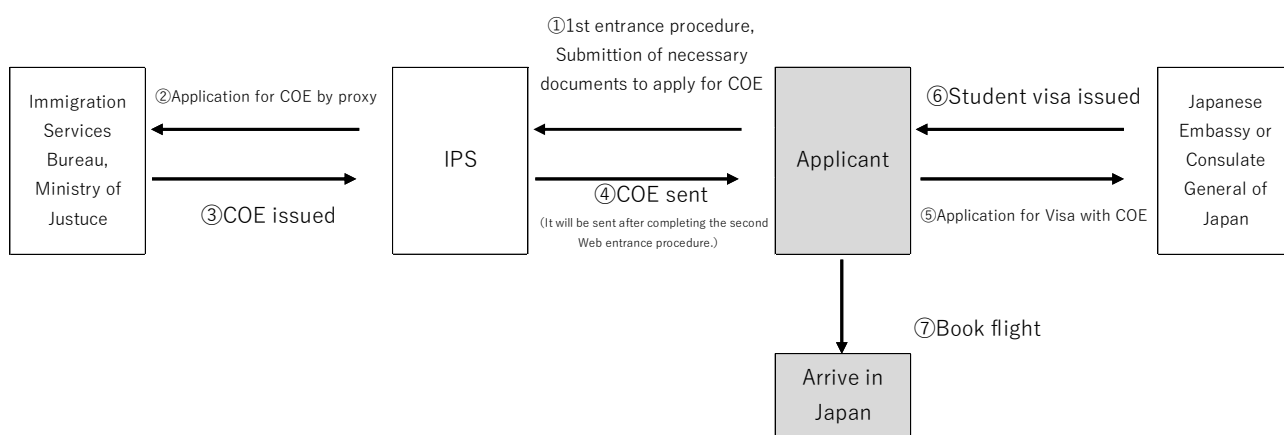 ①1st entrance procedure,
Submittion of necessary
documents to apply for COE
Immigration
Services
Bureau,
Ministry of
Justuce
②Application for COE by proxy
③COE issued
IPS
④COE sent
(It will be sent after completing the second
Web entrance procedure.)
Applicant
⑥Student visa issued
⑤Application for Visa with COE
Japanese
Embassy or
Consulate
General of
Japan
⑦Book flight
Arrive in
Japan